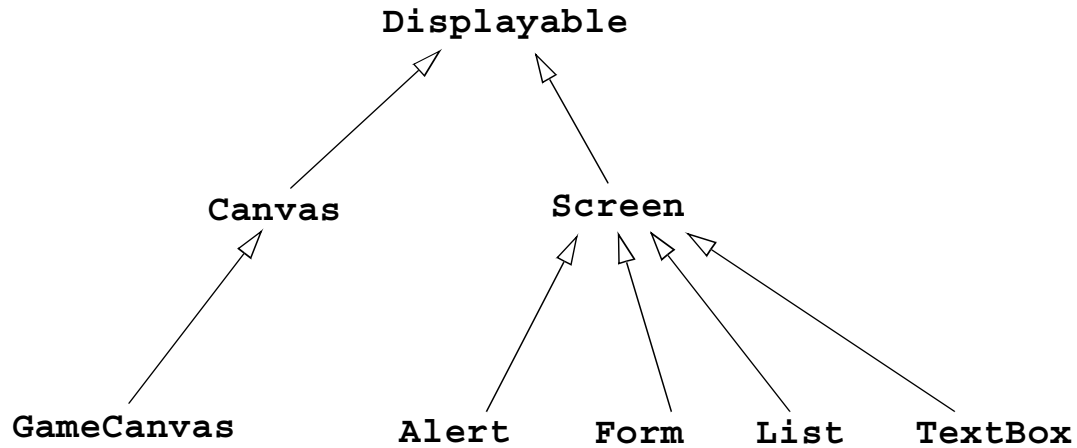 Displayable
Canvas
Screen
GameCanvas
Alert
Form
List
TextBox